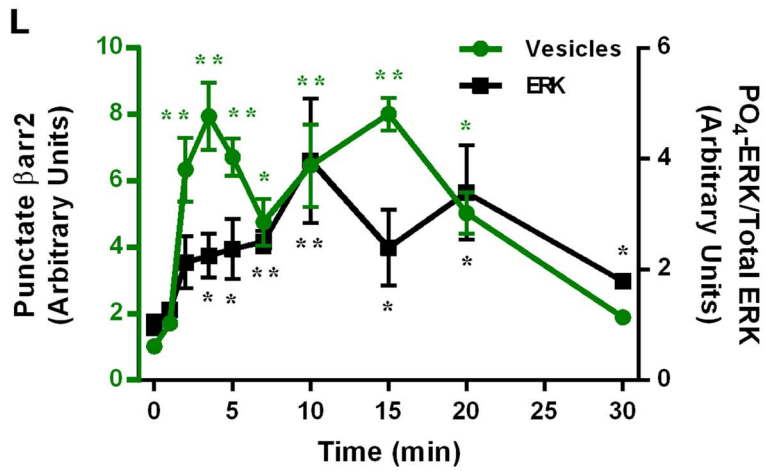 L
Vesicles
ERK
Punctate βarr2
(Arbitrary Units)
10
8
6
4
2
0
** ** ** * ** ** *
* * ** ** * * *
6
4
2
0
PO4-ERK/Total ERK
(Arbitrary Units)
0 5 10 15 20 25 30
Time (min)